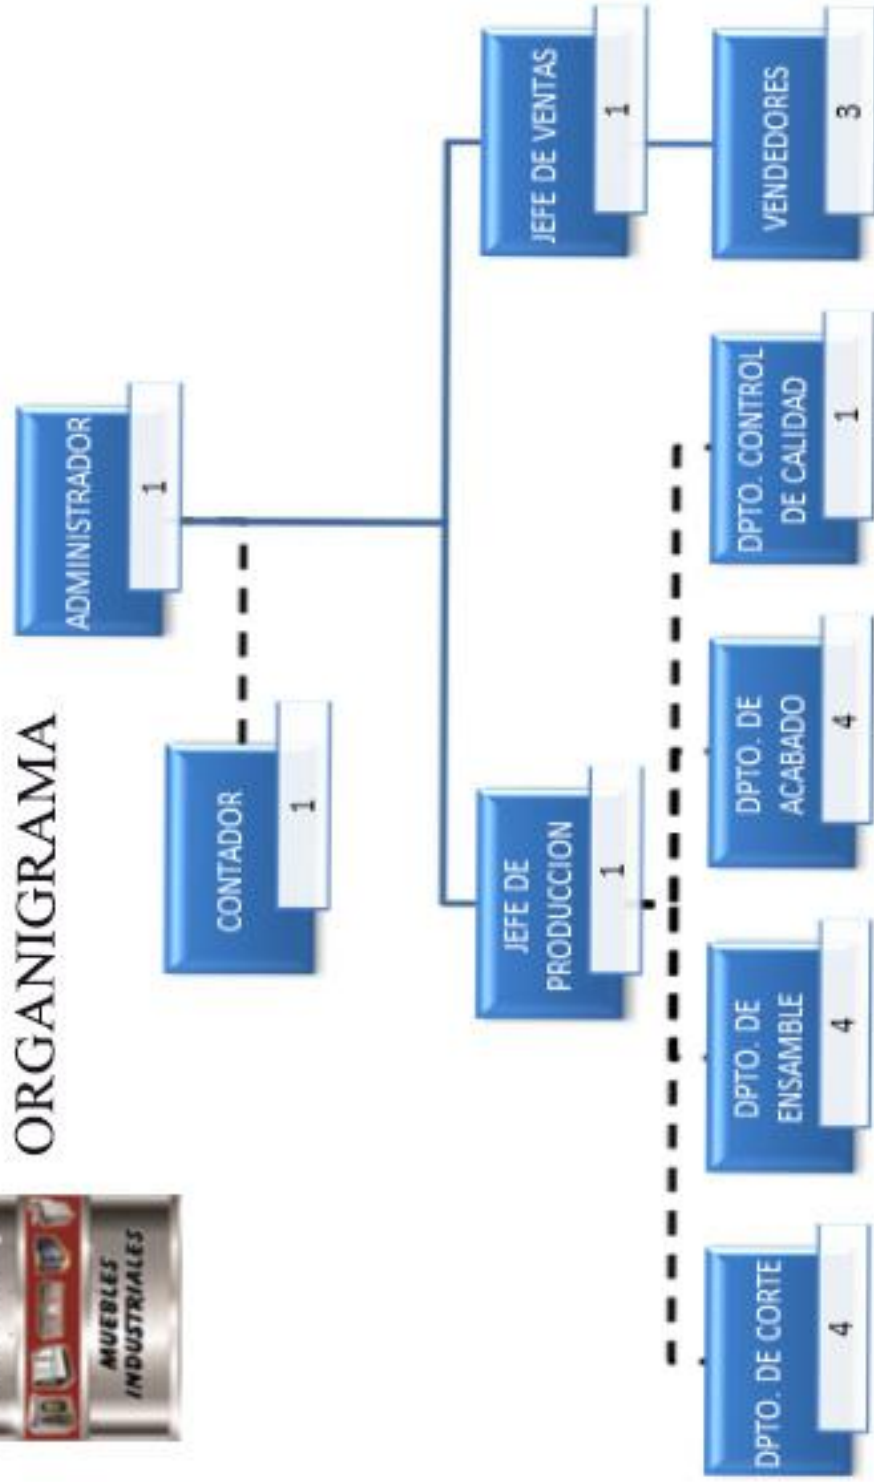 ORGANIGRAMA
MUEBLES
INDUSTRIALES
ADMINISTRADOR
1
CONTADOR
1
JEFE DE
PRODUCCION
1
JEFE DE VENTAS
1
DPTO. DE CORTE
4
DPTO. DE
ENSAMBLE
4
DPTO. DE
ACABADO
4
DPTO. CONTROL
DE CALIDAD
1
VENDEDORES
3